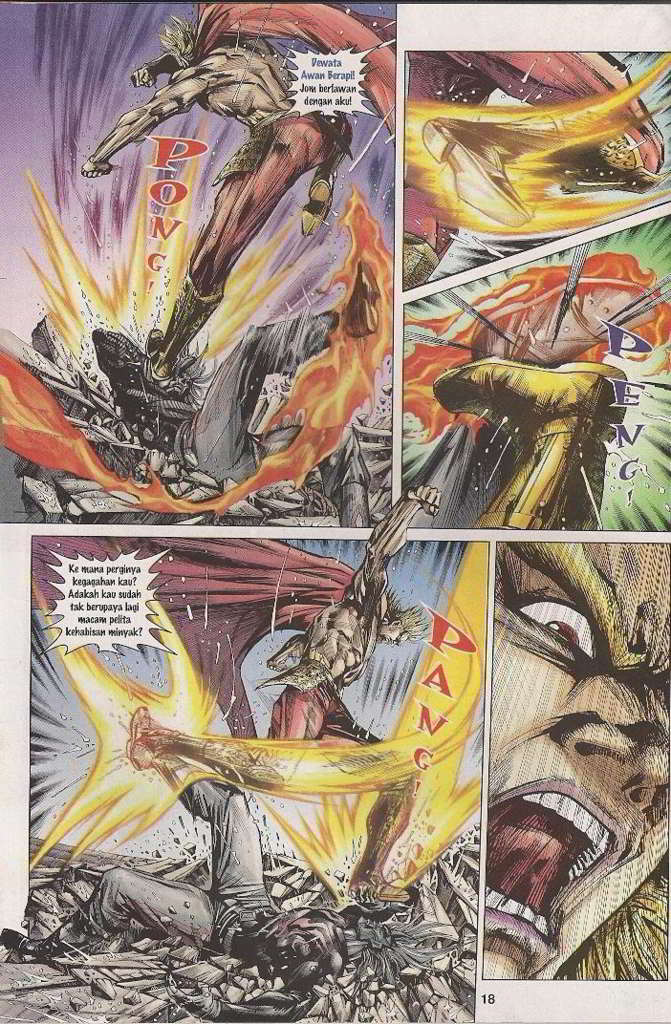 Dewata
Awan Berapi!
Jom berlawan
dengan aku!
PONG!
PENG!
Ke mana perginya
kegagahan kau?
Adakah kau sudah
tak berupaya lagi
macam pelita
kehabisan minyak?
PANG!
18